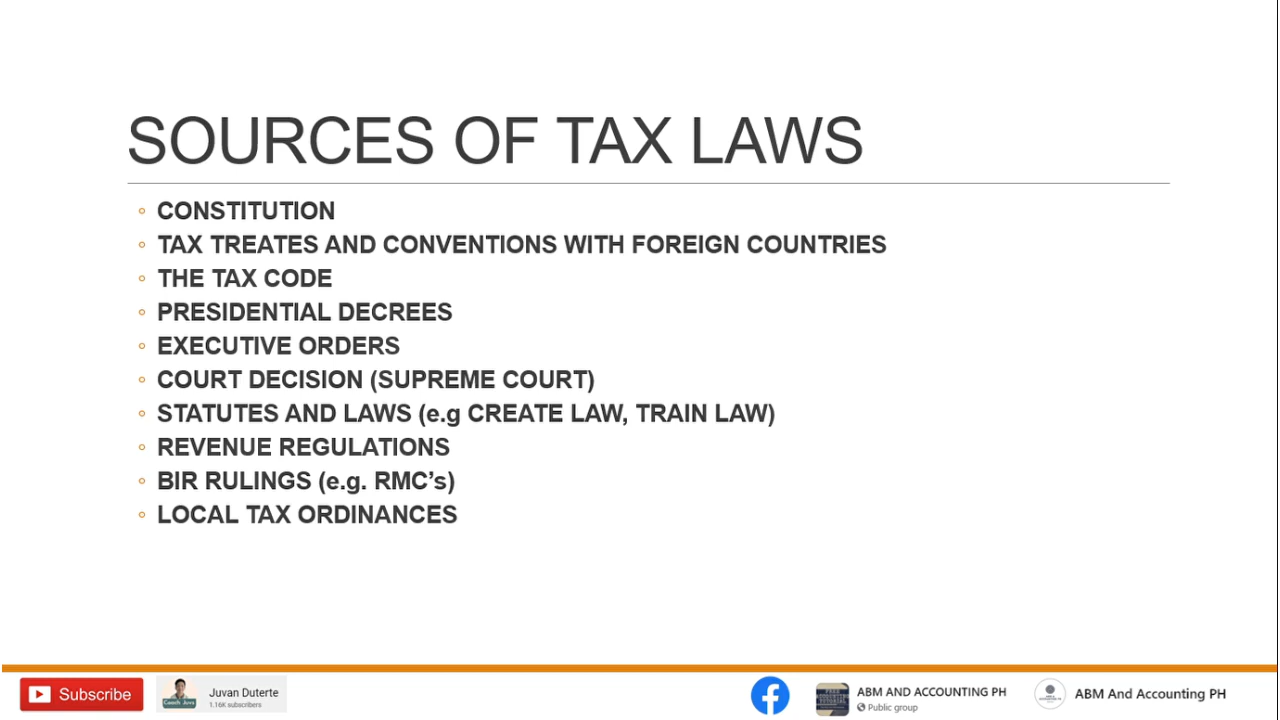 SOURCES OF TAX LAWS
CONSTITUTION
TAX TREATES AND CONVENTIONS WITH FOREIGN COUNTRIES
THE TAX CODE
PRESIDENTIAL DECREES
EXECUTIVE ORDERS
COURT DECISION (SUPREME COURT)
STATUTES AND LAWS (e.g CREATE LAW, TRAIN LAW)
REVENUE REGULATIONS
BIR RULINGS (e.g. RMC’s)
LOCAL TAX ORDINANCES
Subscribe
Juvan Duterte
1.16K subscribers
ABM AND ACCOUNTING PH
Public group
ABM And Accounting PH